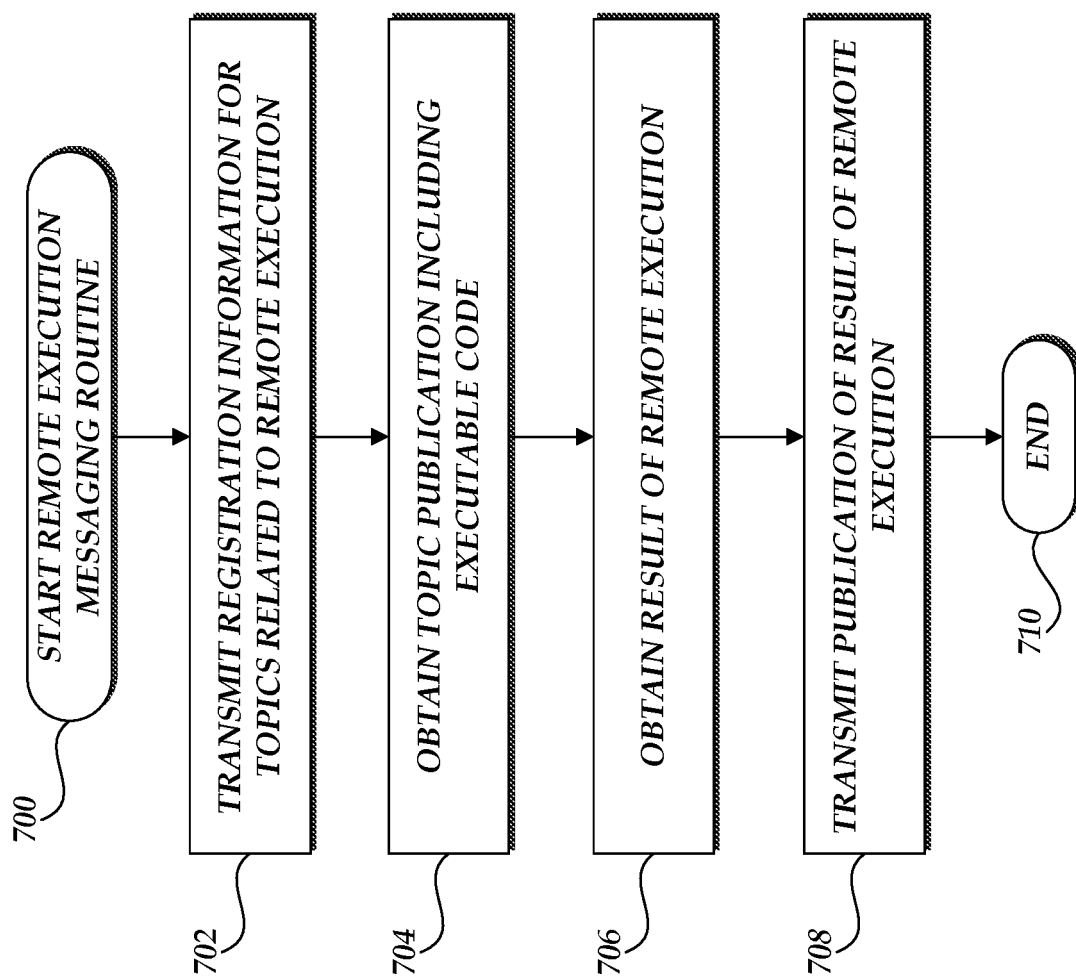 START REMOTE EXECUTION
MESSAGING ROUTINE
700
TRANSMIT REGISTRATION INFORMATION FOR
TOPICS RELATED TO REMOTE EXECUTION
702
OBTAIN TOPIC PUBLICATION INCLUDING
EXECUTABLE CODE
704
OBTAIN RESULT OF REMOTE EXECUTION
706
TRANSMIT PUBLICATION OF RESULT OF REMOTE
EXECUTION
708
END
710